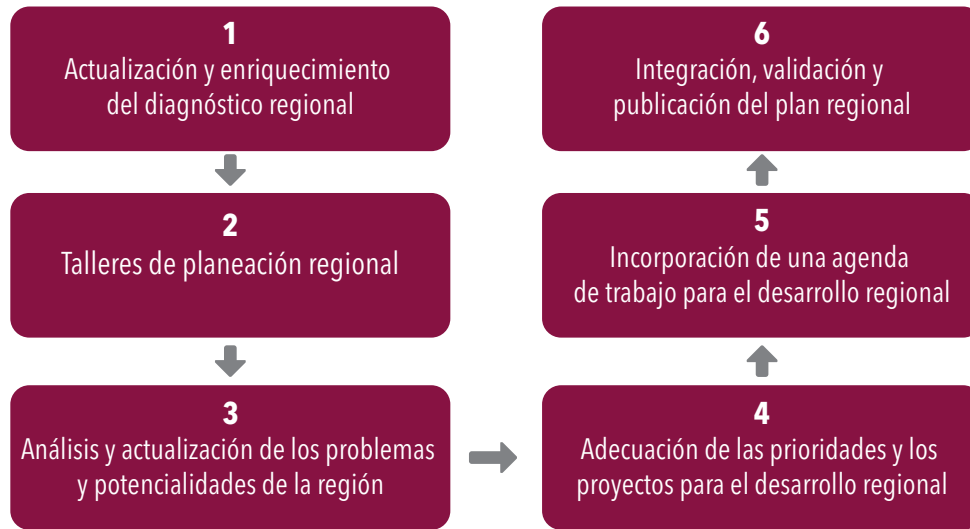 1
Actualización y enriquecimiento
del diagnóstico regional
2
Talleres de planeación regional
3
Análisis y actualización de los problemas
y potencialidades de la región
4
Adecuación de las prioridades y los
proyectos para el desarrollo regional
5
Incorporación de una agenda
de trabajo para el desarrollo regional
6
Integración, validación y
publicación del plan regional